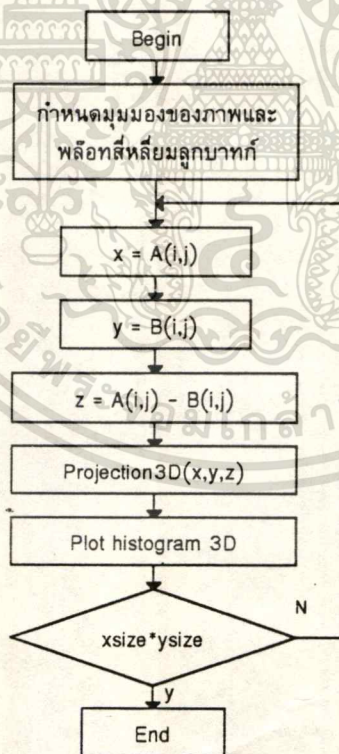 Begin
กำหนดมุมมองของภาพและ
พล๊อทสี่หลี่ยมลูกบาทก์
x = A(i,j)
y = B(i,j)
z = A(i,j) - B(i,j)
Projection3D(x,y,z)
Plot histogram 3D
N
xsize*ysize
y
End